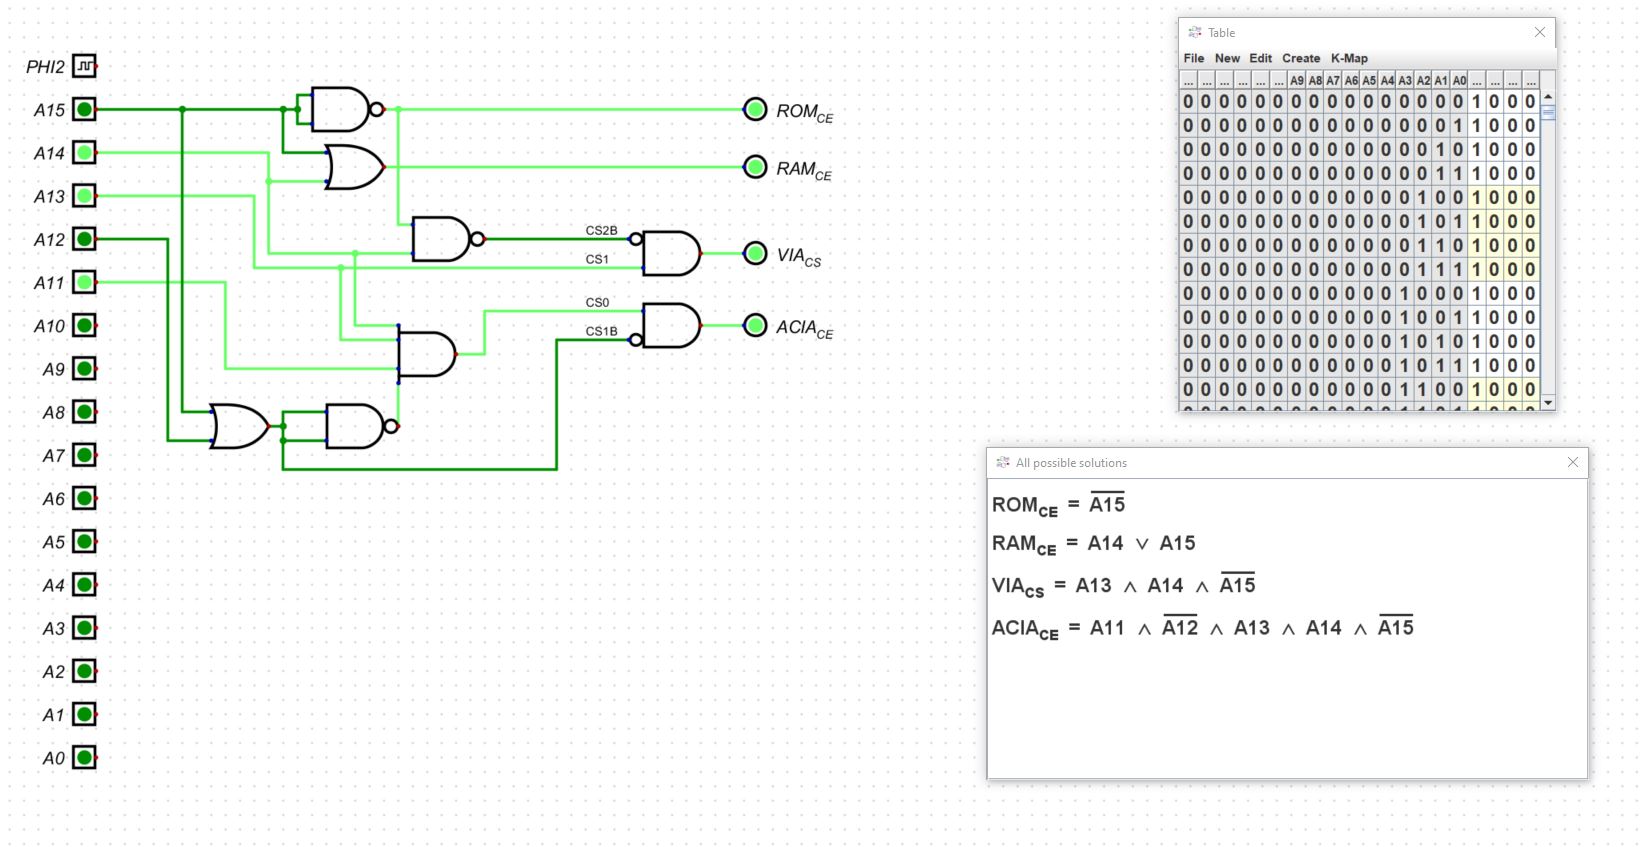 PHI2
A15
A14
A13
A12
A11
A10
A9
A8
A7
A6
A5
A4
A3
A2
A1
A0
ROM CE
RAM CE
CS2B
CS1
VIA CS
CS0
CS1B
ACIA CE
Table
File New Edit Create K-Map
... ... ... ... ... ... A9 A8 A7 A6 A5 A4 A3 A2 A1 A0 ... ... ... ...
0 0 0 0 0 0 0 0 0 0 0 0 0 0 0 0 1 0 0 0
0 0 0 0 0 0 0 0 0 0 0 0 0 0 0 1 1 0 0 0
0 0 0 0 0 0 0 0 0 0 0 0 0 0 1 0 1 0 0 0
0 0 0 0 0 0 0 0 0 0 0 0 0 0 1 1 1 0 0 0
0 0 0 0 0 0 0 0 0 0 0 0 0 1 0 0 1 0 0 0
0 0 0 0 0 0 0 0 0 0 0 0 0 1 0 1 1 0 0 0
0 0 0 0 0 0 0 0 0 0 0 0 0 1 1 0 1 0 0 0
0 0 0 0 0 0 0 0 0 0 0 0 0 1 1 1 1 0 0 0
0 0 0 0 0 0 0 0 0 0 0 0 1 0 0 0 1 0 0 0
0 0 0 0 0 0 0 0 0 0 0 0 1 0 0 1 1 0 0 0
0 0 0 0 0 0 0 0 0 0 0 0 1 0 1 0 1 0 0 0
0 0 0 0 0 0 0 0 0 0 0 0 1 0 1 1 1 0 0 0
0 0 0 0 0 0 0 0 0 0 0 0 1 1 0 0 1 0 0 0
All possible solutions
ROM CE = A̅1̅5̅
RAM CE = A14 ∨ A15
VIA CS = A13 ∧ A14 ∧ A̅1̅5̅
ACIA CE = A11 ∧ A̅1̅2̅ ∧ A13 ∧ A14 ∧ A̅1̅5̅